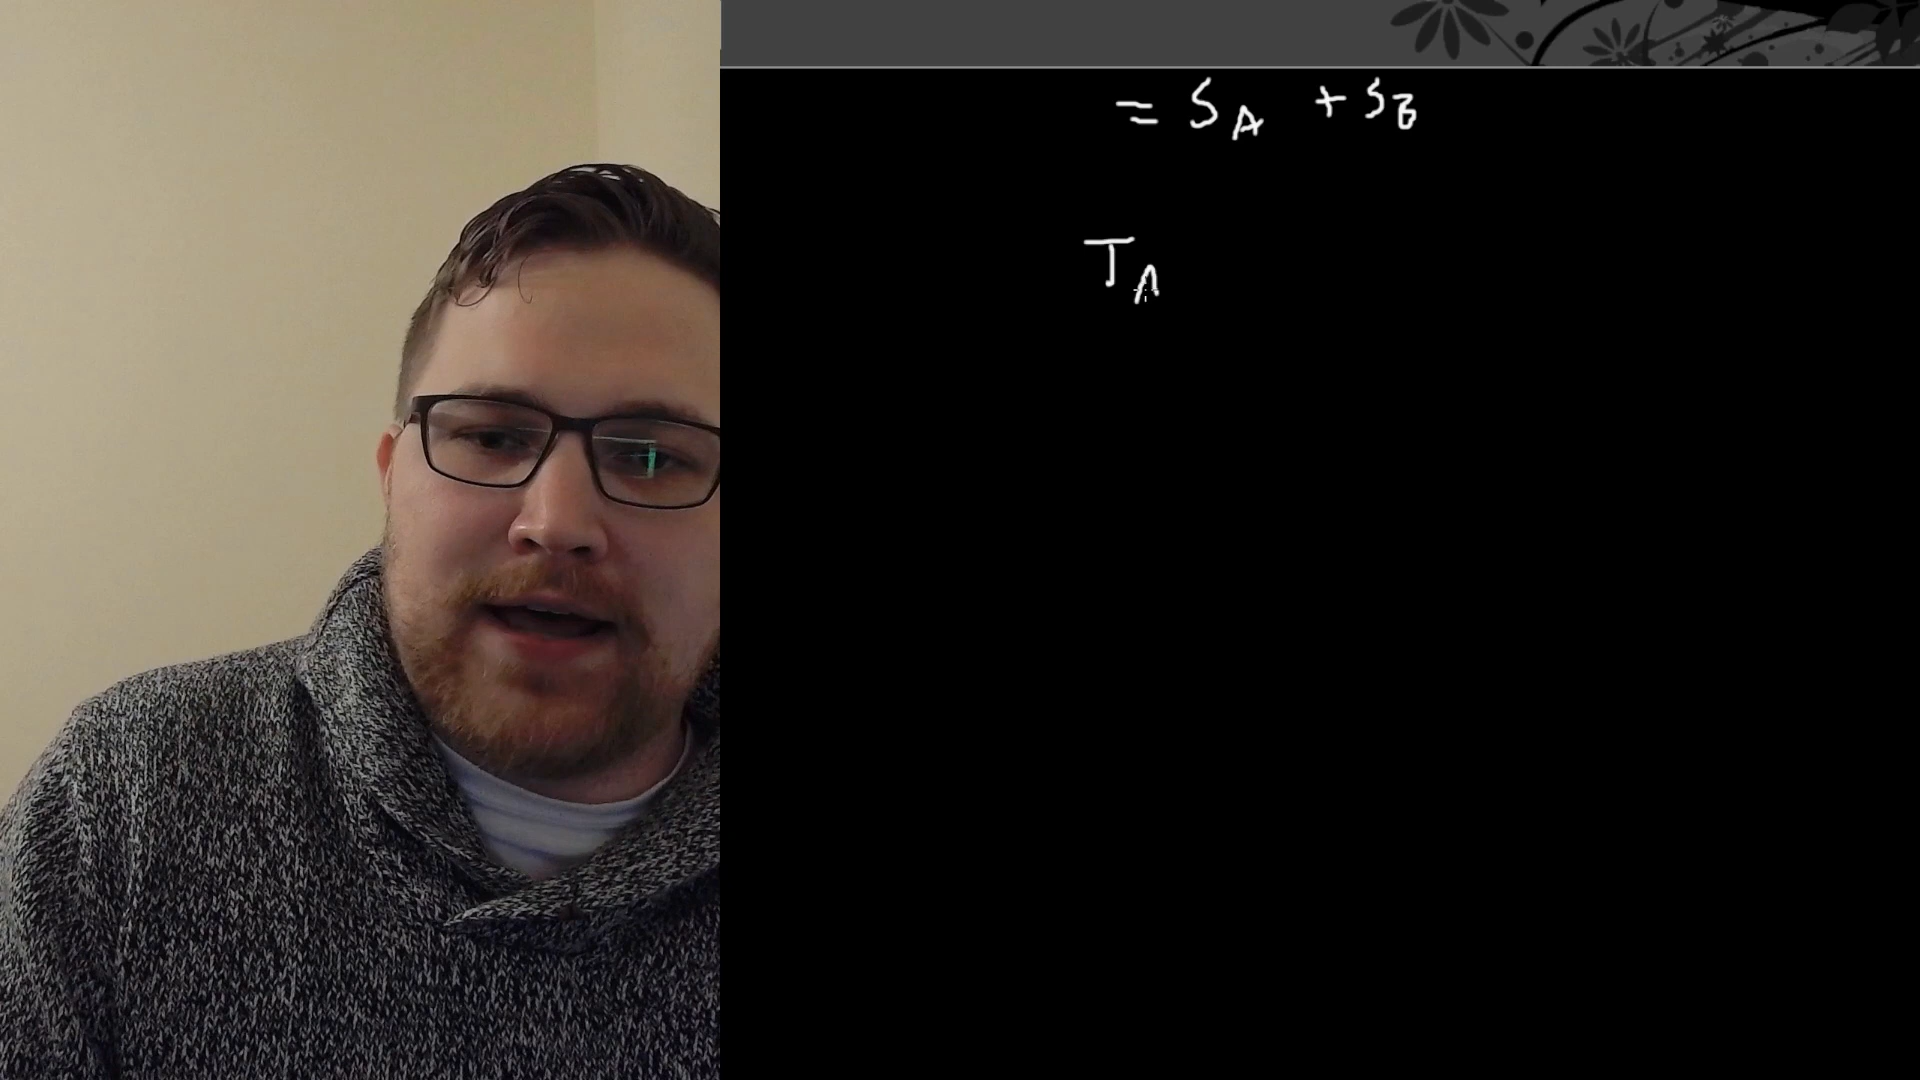 = S_A + S_B
T_A